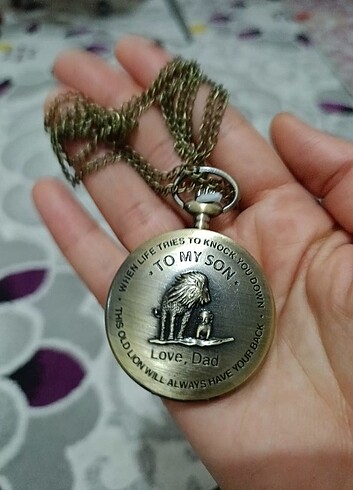 WHEN LIFE TRIES TO KNOCK YOU DOWN
TO MY SON
Love, Dad
THIS OLD LION WILL ALWAYS HAVE YOUR BACK